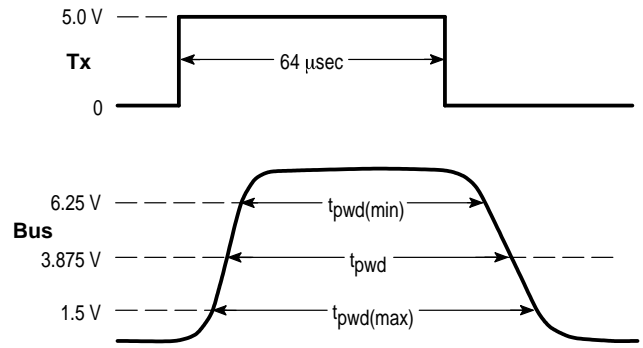 5.0 V
Tx
64 μsec
0
6.25 V
tpwd(min)
Bus
3.875 V
tpwd
1.5 V
tpwd(max)